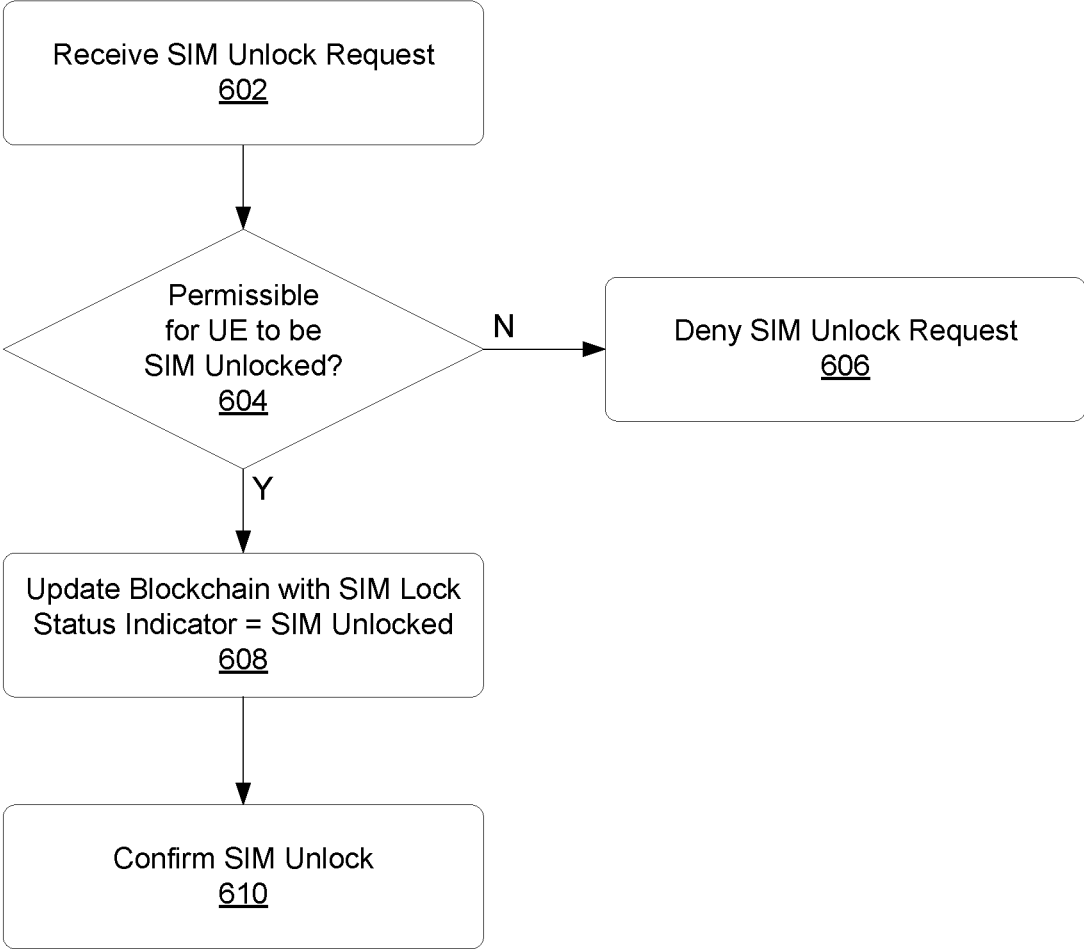 Receive SIM Unlock Request
602
Permissible
for UE to be
SIM Unlocked?
604
N
Deny SIM Unlock Request
606
Y
Update Blockchain with SIM Lock
Status Indicator = SIM Unlocked
608
Confirm SIM Unlock
610